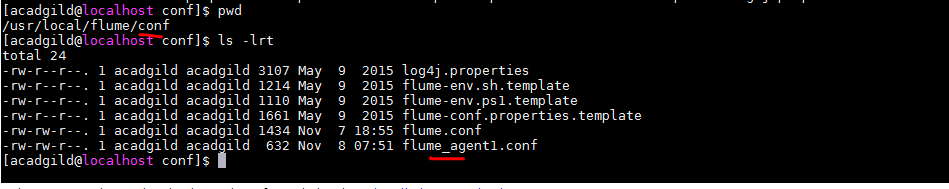 [acadgild@localhost conf]$ pwd
/usr/local/flume/conf
[acadgild@localhost conf]$ ls -lrt
total 24
-rw-r--r--. 1 acadgild acadgild 3107 May  9  2015 log4j.properties
-rw-r--r--. 1 acadgild acadgild 1214 May  9  2015 flume-env.sh.template
-rw-r--r--. 1 acadgild acadgild 1110 May  9  2015 flume-env.ps1.template
-rw-r--r--. 1 acadgild acadgild 1661 May  9  2015 flume-conf.properties.template
-rw-rw-r--. 1 acadgild acadgild 1434 Nov  7 18:55 flume.conf
-rw-rw-r--. 1 acadgild acadgild  632 Nov  8 07:51 flume_agent1.conf
[acadgild@localhost conf]$